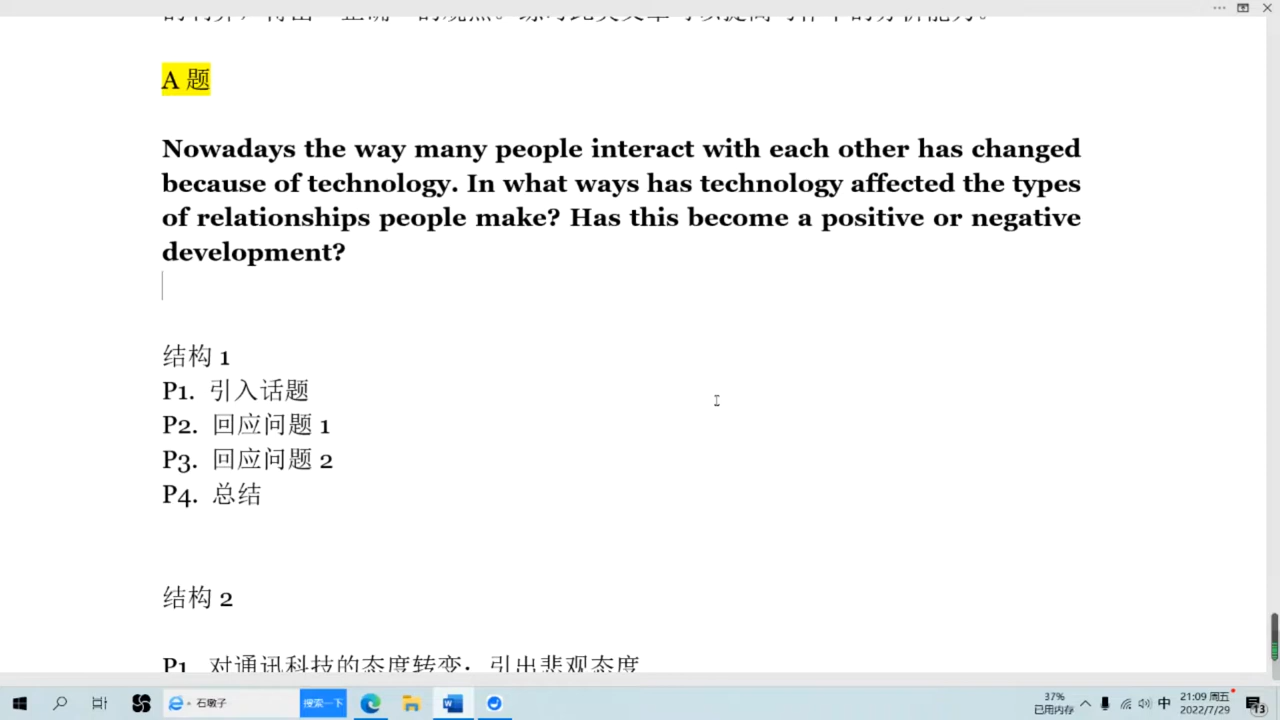 A 题
Nowadays the way many people interact with each other has changed
because of technology. In what ways has technology affected the types
of relationships people make? Has this become a positive or negative
development?
结构 1
P1. 引入话题
P2. 回应问题 1
P3. 回应问题 2
P4. 总结
结构 2
P1. 对通讯科技的态度转变；引出悲观态度
石墩子
搜索一下
37%
已用内存
中
21:09 周五
2022/7/29
13